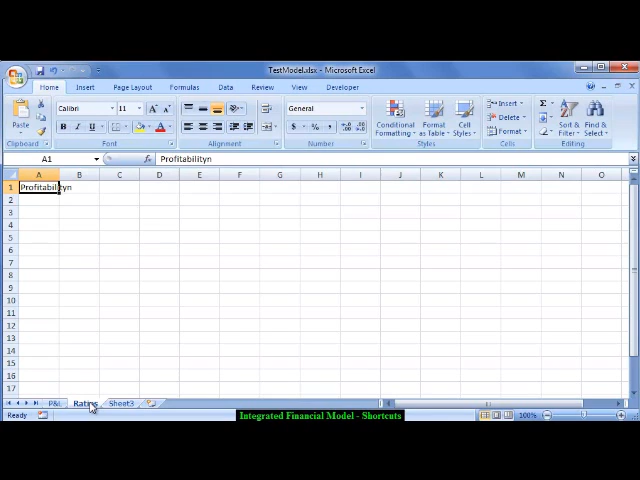 TestModel.xlsx - Microsoft Excel
Home Insert Page Layout Formulas Data Review View Developer
Paste
Clipboard
Calibri 11
B I U
Font
Alignment
General
$ % ,
Number
Conditional Formatting
Format as Table
Cell Styles
Styles
Insert
Delete
Format
Cells
Σ
Sort & Filter
Find & Select
Editing
A1 fx Profitabilityn
A B C D E F G H I J K L M N O
1 Profitabilityn
2
3
4
5
6
7
8
9
10
11
12
13
14
15
16
17
P&L Ratios Sheet3
Ready
Integrated Financial Model - Shortcuts
100%